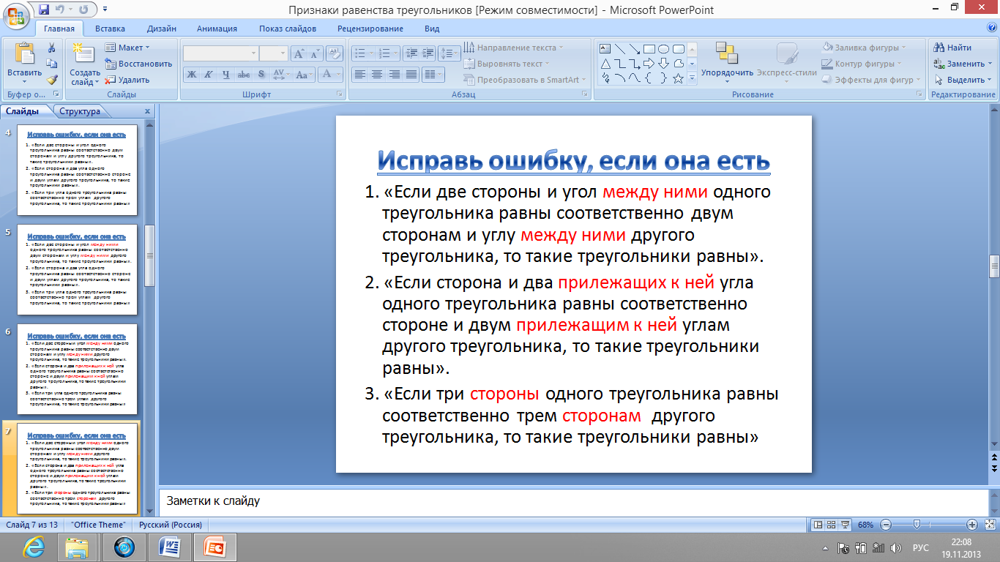 Признаки равенства треугольников [Режим совместимости] - Microsoft PowerPoint
Главная Вставка Дизайн Анимация Показ слайдов Рецензирование Вид
Вставить
Буфер о...
Создать слайд
Макет
Восстановить
Удалить
Слайды
Ж К Ч abc S AV Aa A
Шрифт
Направление текста
Выровнять текст
Преобразовать в SmartArt
Абзац
Упорядочить
Экспресс-стили
Заливка фигуры
Контур фигуры
Эффекты для фигур
Рисование
Найти
Заменить
Выделить
Редактирование
Слайды Структура x
4
Исправь ошибку, если она есть
1. «Если две стороны и угол одного
треугольника равны соответственно двум
сторонам и углу другого треугольника, то
такие треугольники равны».
2. «Если сторона и два угла одного
треугольника равны соответственно стороне
и двум углам другого треугольника, то такие
треугольники равны».
3. «Если три угла одного треугольника равны
соответственно трем углам другого
треугольника, то такие треугольники равны»
5
Исправь ошибку, если она есть
1. «Если две стороны и угол между ними
одного треугольника равны соответственно
двум сторонам и углу между ними другого
треугольника, то такие треугольники равны».
2. «Если сторона и два угла одного
треугольника равны соответственно стороне
и двум углам другого треугольника, то такие
треугольники равны».
3. «Если три угла одного треугольника равны
соответственно трем углам другого
треугольника, то такие треугольники равны»
6
Исправь ошибку, если она есть
1. «Если две стороны и угол между ними одного
треугольника равны соответственно двум
сторонам и углу между ними другого
треугольника, то такие треугольники равны».
2. «Если сторона и два прилежащих к ней угла
одного треугольника равны соответственно
стороне и двум прилежащим к ней углам
другого треугольника, то такие треугольники
равны».
3. «Если три угла одного треугольника равны
соответственно трем углам другого
треугольника, то такие треугольники равны»
7
Исправь ошибку, если она есть
1. «Если две стороны и угол между ними одного
треугольника равны соответственно двум
сторонам и углу между ними другого
треугольника, то такие треугольники равны».
2. «Если сторона и два прилежащих к ней угла
одного треугольника равны соответственно
стороне и двум прилежащим к ней углам
другого треугольника, то такие треугольники
равны».
3. «Если три стороны одного треугольника равны
соответственно трем сторонам другого
треугольника, то такие треугольники равны»
Исправь ошибку, если она есть
1. «Если две стороны и угол между ними одного
треугольника равны соответственно двум
сторонам и углу между ними другого
треугольника, то такие треугольники равны».
2. «Если сторона и два прилежащих к ней угла
одного треугольника равны соответственно
стороне и двум прилежащим к ней углам
другого треугольника, то такие треугольники
равны».
3. «Если три стороны одного треугольника равны
соответственно трем сторонам другого
треугольника, то такие треугольники равны»
Заметки к слайду
Слайд 7 из 13 "Office Theme" Русский (Россия) 68%
РУС 22:08
19.11.2013